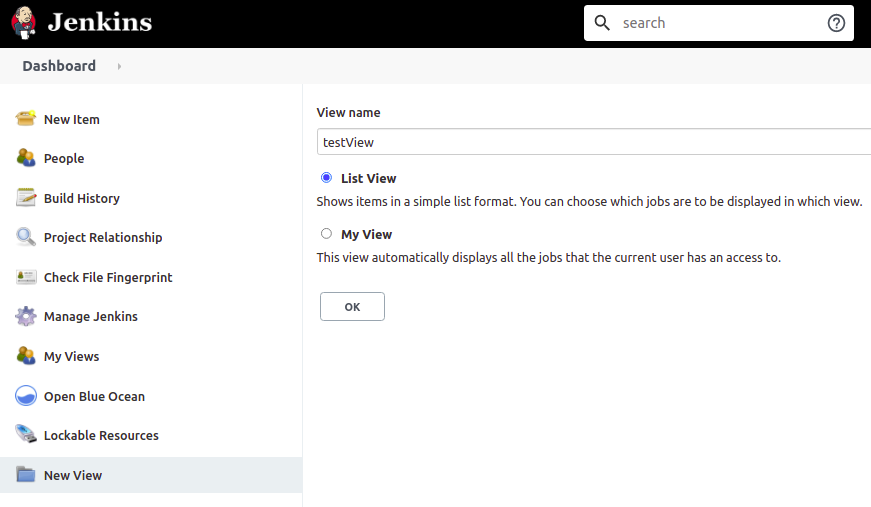 Jenkins
search
Dashboard
New Item
People
Build History
Project Relationship
Check File Fingerprint
Manage Jenkins
My Views
Open Blue Ocean
Lockable Resources
New View
View name
testView
List View
Shows items in a simple list format. You can choose which jobs are to be displayed in which view.
My View
This view automatically displays all the jobs that the current user has an access to.
OK